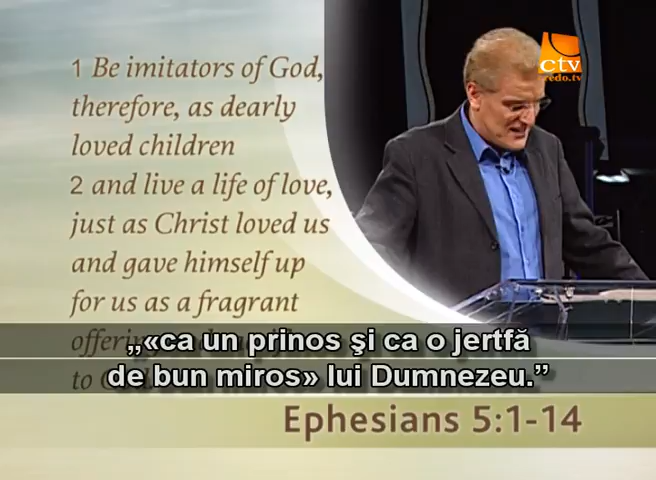 1 Be imitators of God,
therefore, as dearly
loved children
2 and live a life of love,
just as Christ loved us
and gave himself up
for us as a fragrant
„«ca un prinos şi ca o jertfă
de bun miros» lui Dumnezeu.”
Ephesians 5:1-14
ctv
edo.tv